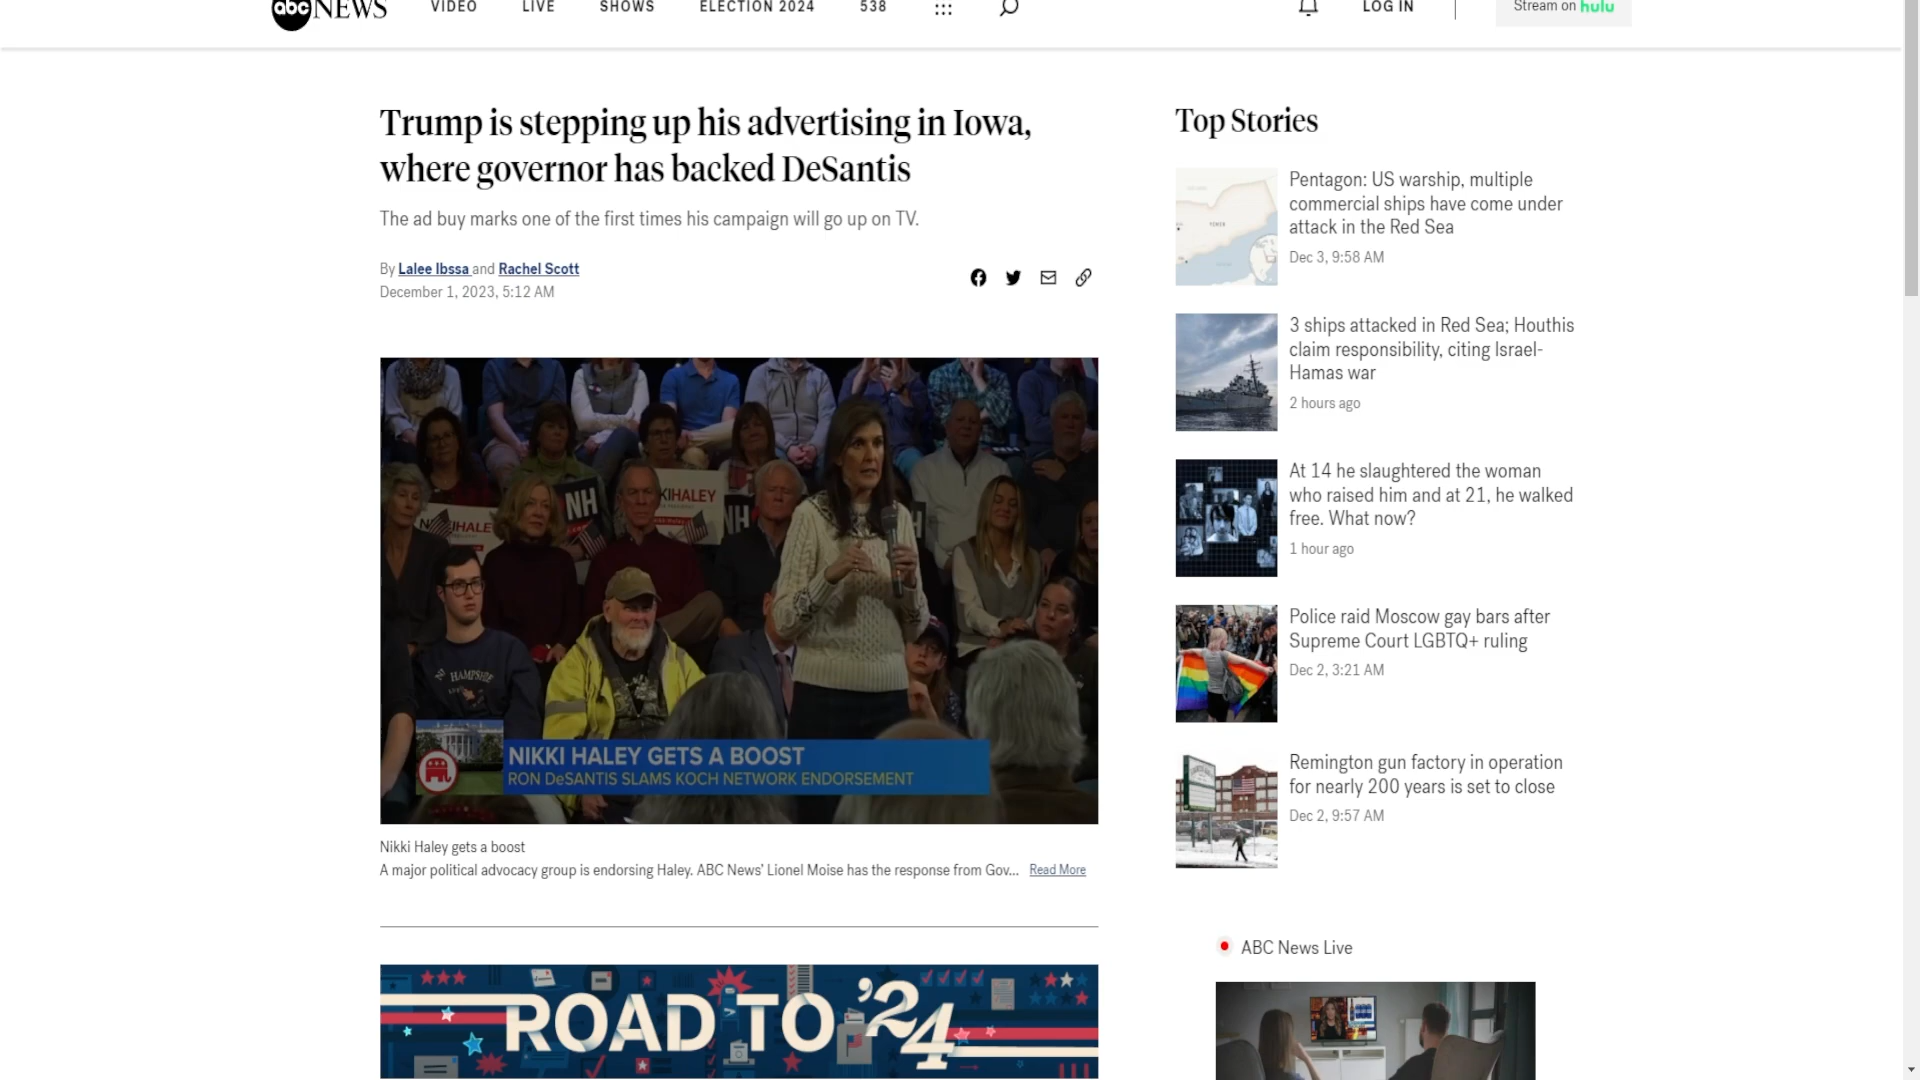 abc NEWS VIDEO LIVE SHOWS ELECTION 2024 538 LOG IN Stream on hulu
Trump is stepping up his advertising in Iowa,
where governor has backed DeSantis
The ad buy marks one of the first times his campaign will go up on TV.
By Lalee Ibssa and Rachel Scott
December 1, 2023, 5:12 AM
NH
KIHALEY
NH
IHALE
HAMPSHIRE
NIKKI HALEY GETS A BOOST
RON DeSANTIS SLAMS KOCH NETWORK ENDORSEMENT
Nikki Haley gets a boost
A major political advocacy group is endorsing Haley. ABC News’ Lionel Moise has the response from Gov... Read More
ROAD TO ’24
Top Stories
Pentagon: US warship, multiple
commercial ships have come under
attack in the Red Sea
Dec 3, 9:58 AM
3 ships attacked in Red Sea; Houthis
claim responsibility, citing Israel-
Hamas war
2 hours ago
At 14 he slaughtered the woman
who raised him and at 21, he walked
free. What now?
1 hour ago
Police raid Moscow gay bars after
Supreme Court LGBTQ+ ruling
Dec 2, 3:21 AM
Remington gun factory in operation
for nearly 200 years is set to close
Dec 2, 9:57 AM
ABC News Live